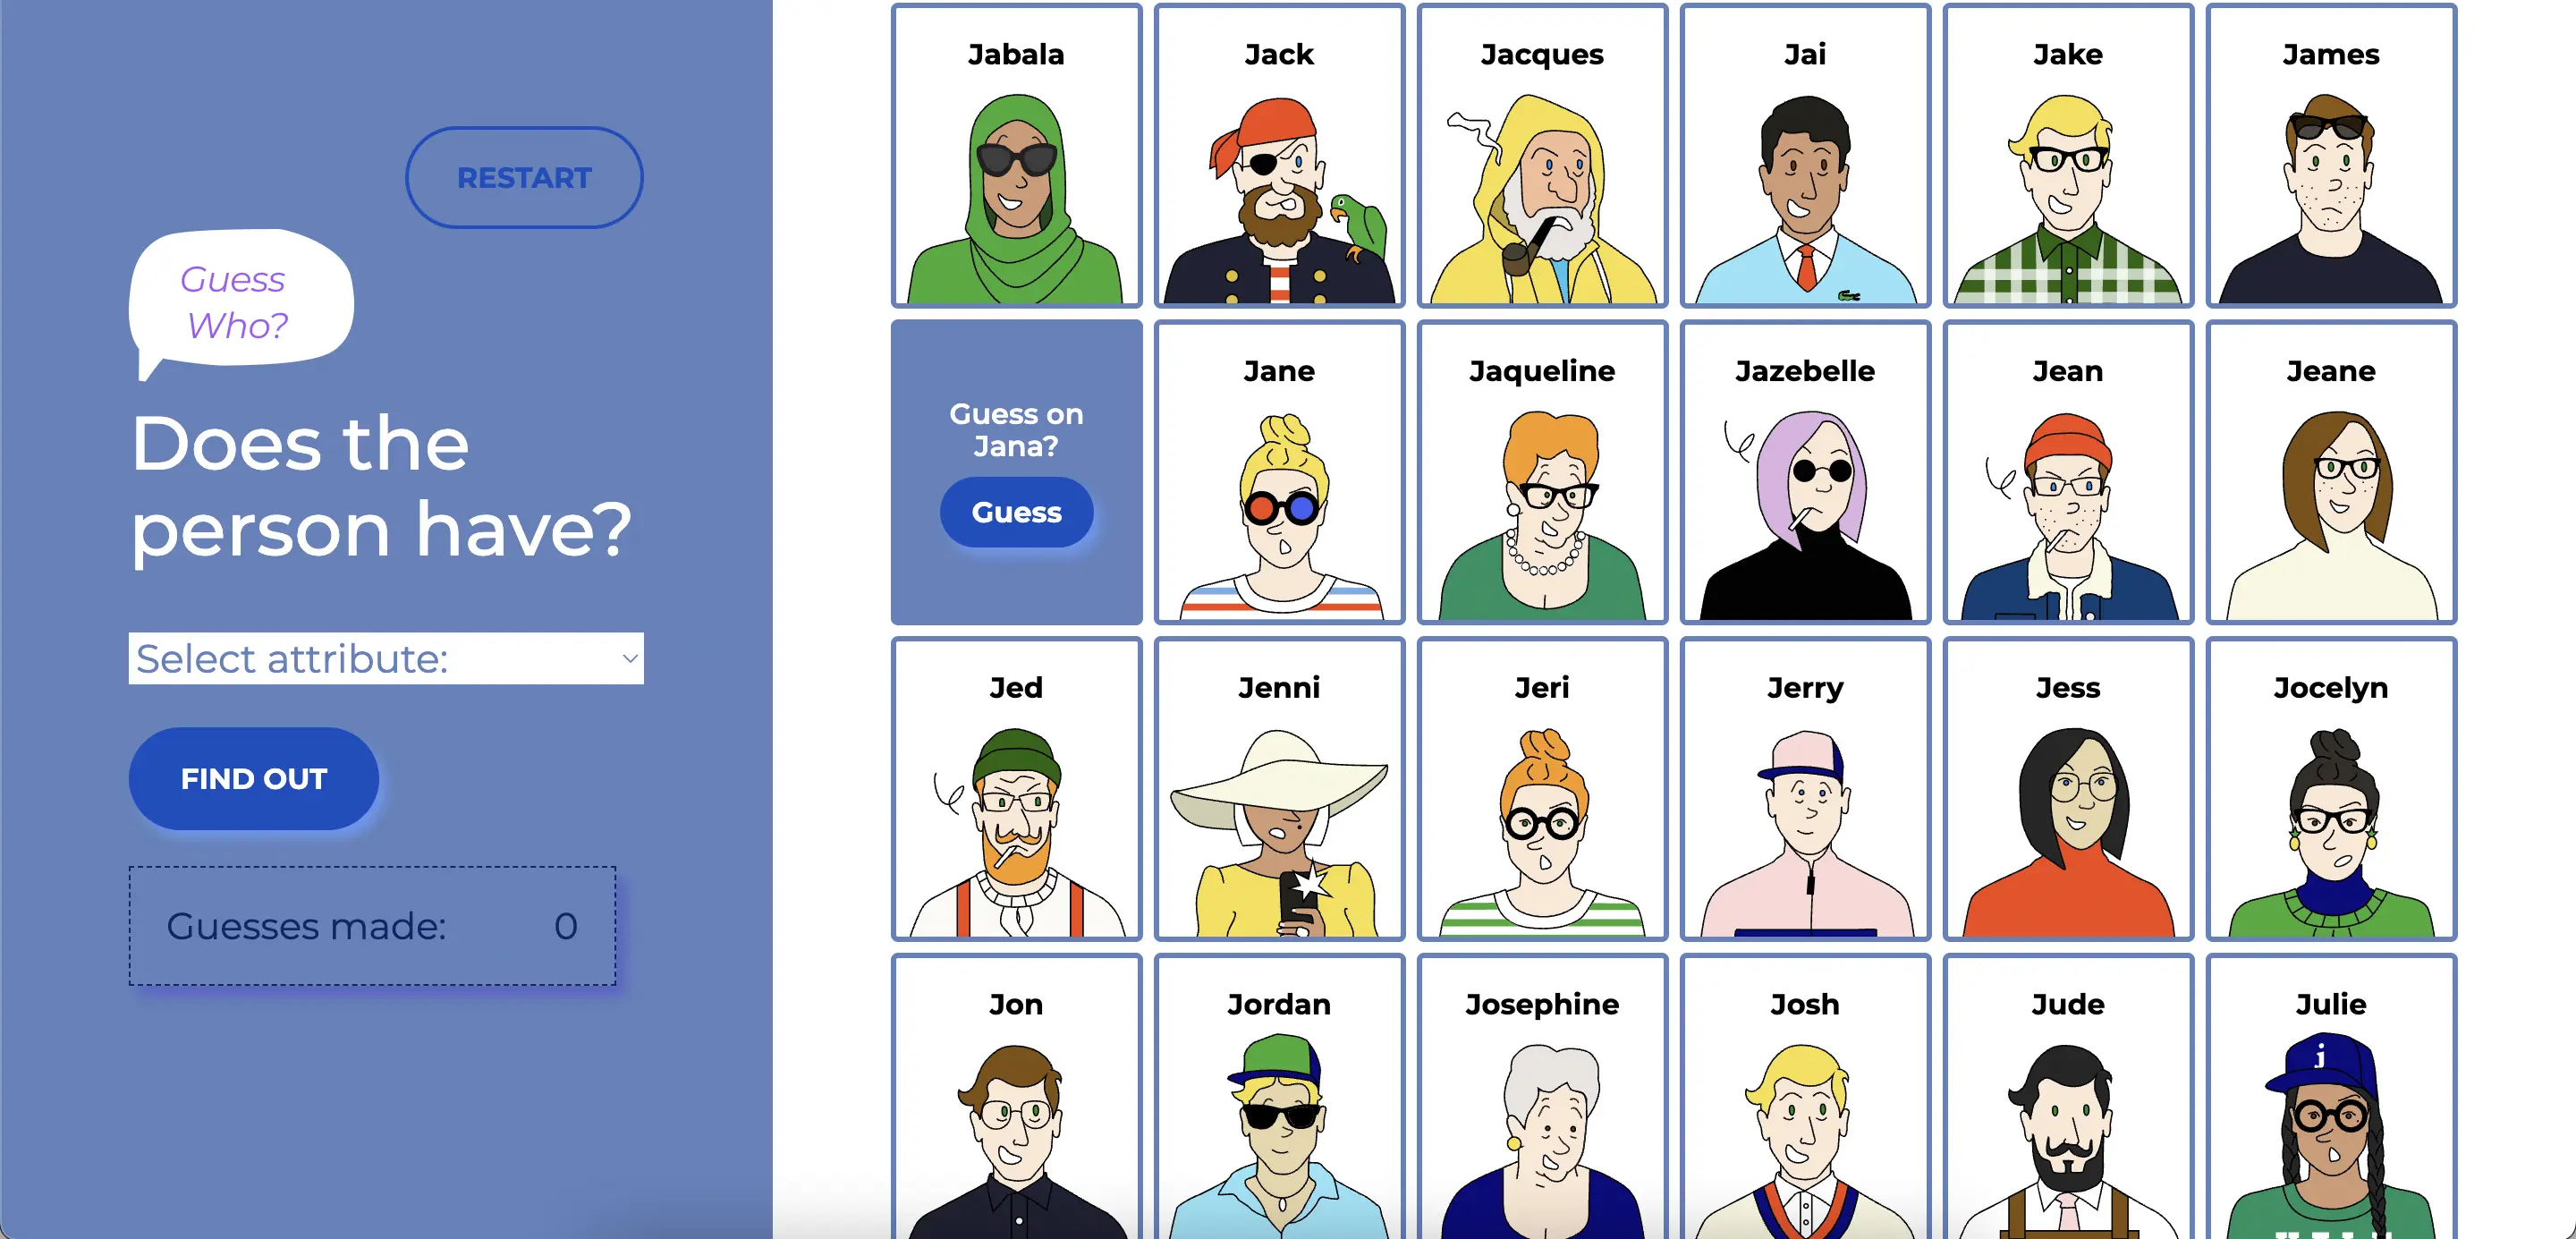 RESTART
Guess
Who?
Does the
person have?
Select attribute:
FIND OUT
Guesses made: 0
Jabala
Jack
Jacques
Jai
Jake
James
Guess on
Jana?
Guess
Jane
Jaqueline
Jazebelle
Jean
Jeane
Jed
Jenni
Jeri
Jerry
Jess
Jocelyn
Jon
Jordan
Josephine
Josh
Jude
Julie
j